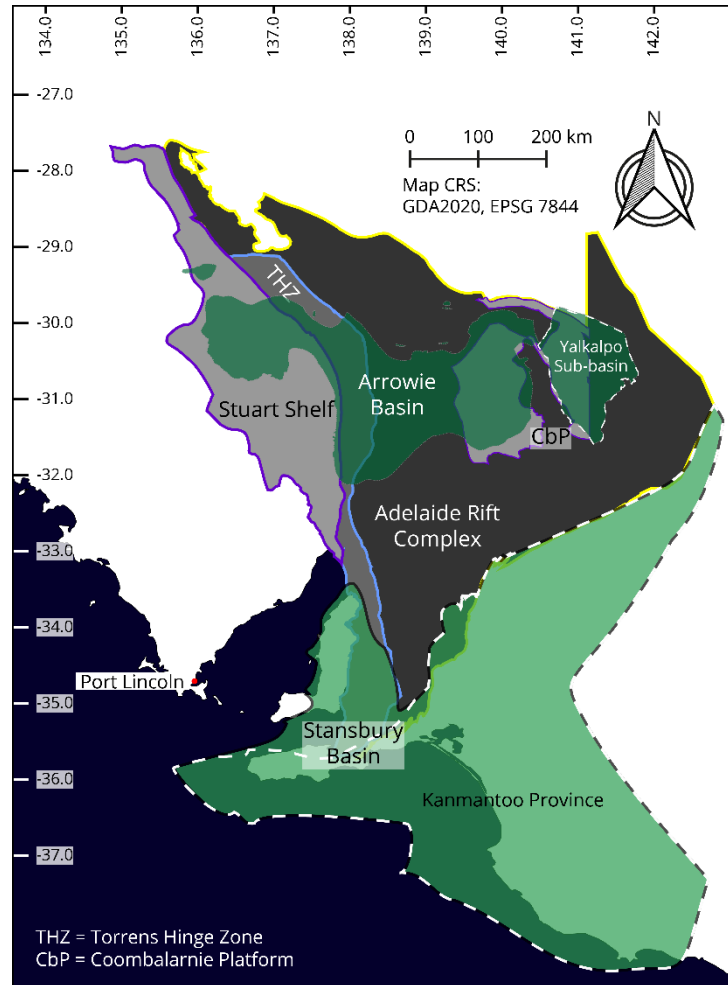 134.0
135.0
136.0
137.0
138.0
139.0
140.0
141.0
142.0
-27.0
-28.0
-29.0
-30.0
-31.0
-32.0
-33.0
-34.0
-35.0
-36.0
-37.0
N
0 100 200 km
Map CRS:
GDA2020, EPSG 7844
THZ
Yalkalpo
Sub-basin
Arrowie
Basin
Stuart Shelf
CbP
Adelaide Rift
Complex
Port Lincoln
Stansbury
Basin
Kanmantoo Province
THZ = Torrens Hinge Zone
CbP = Coombalarnie Platform